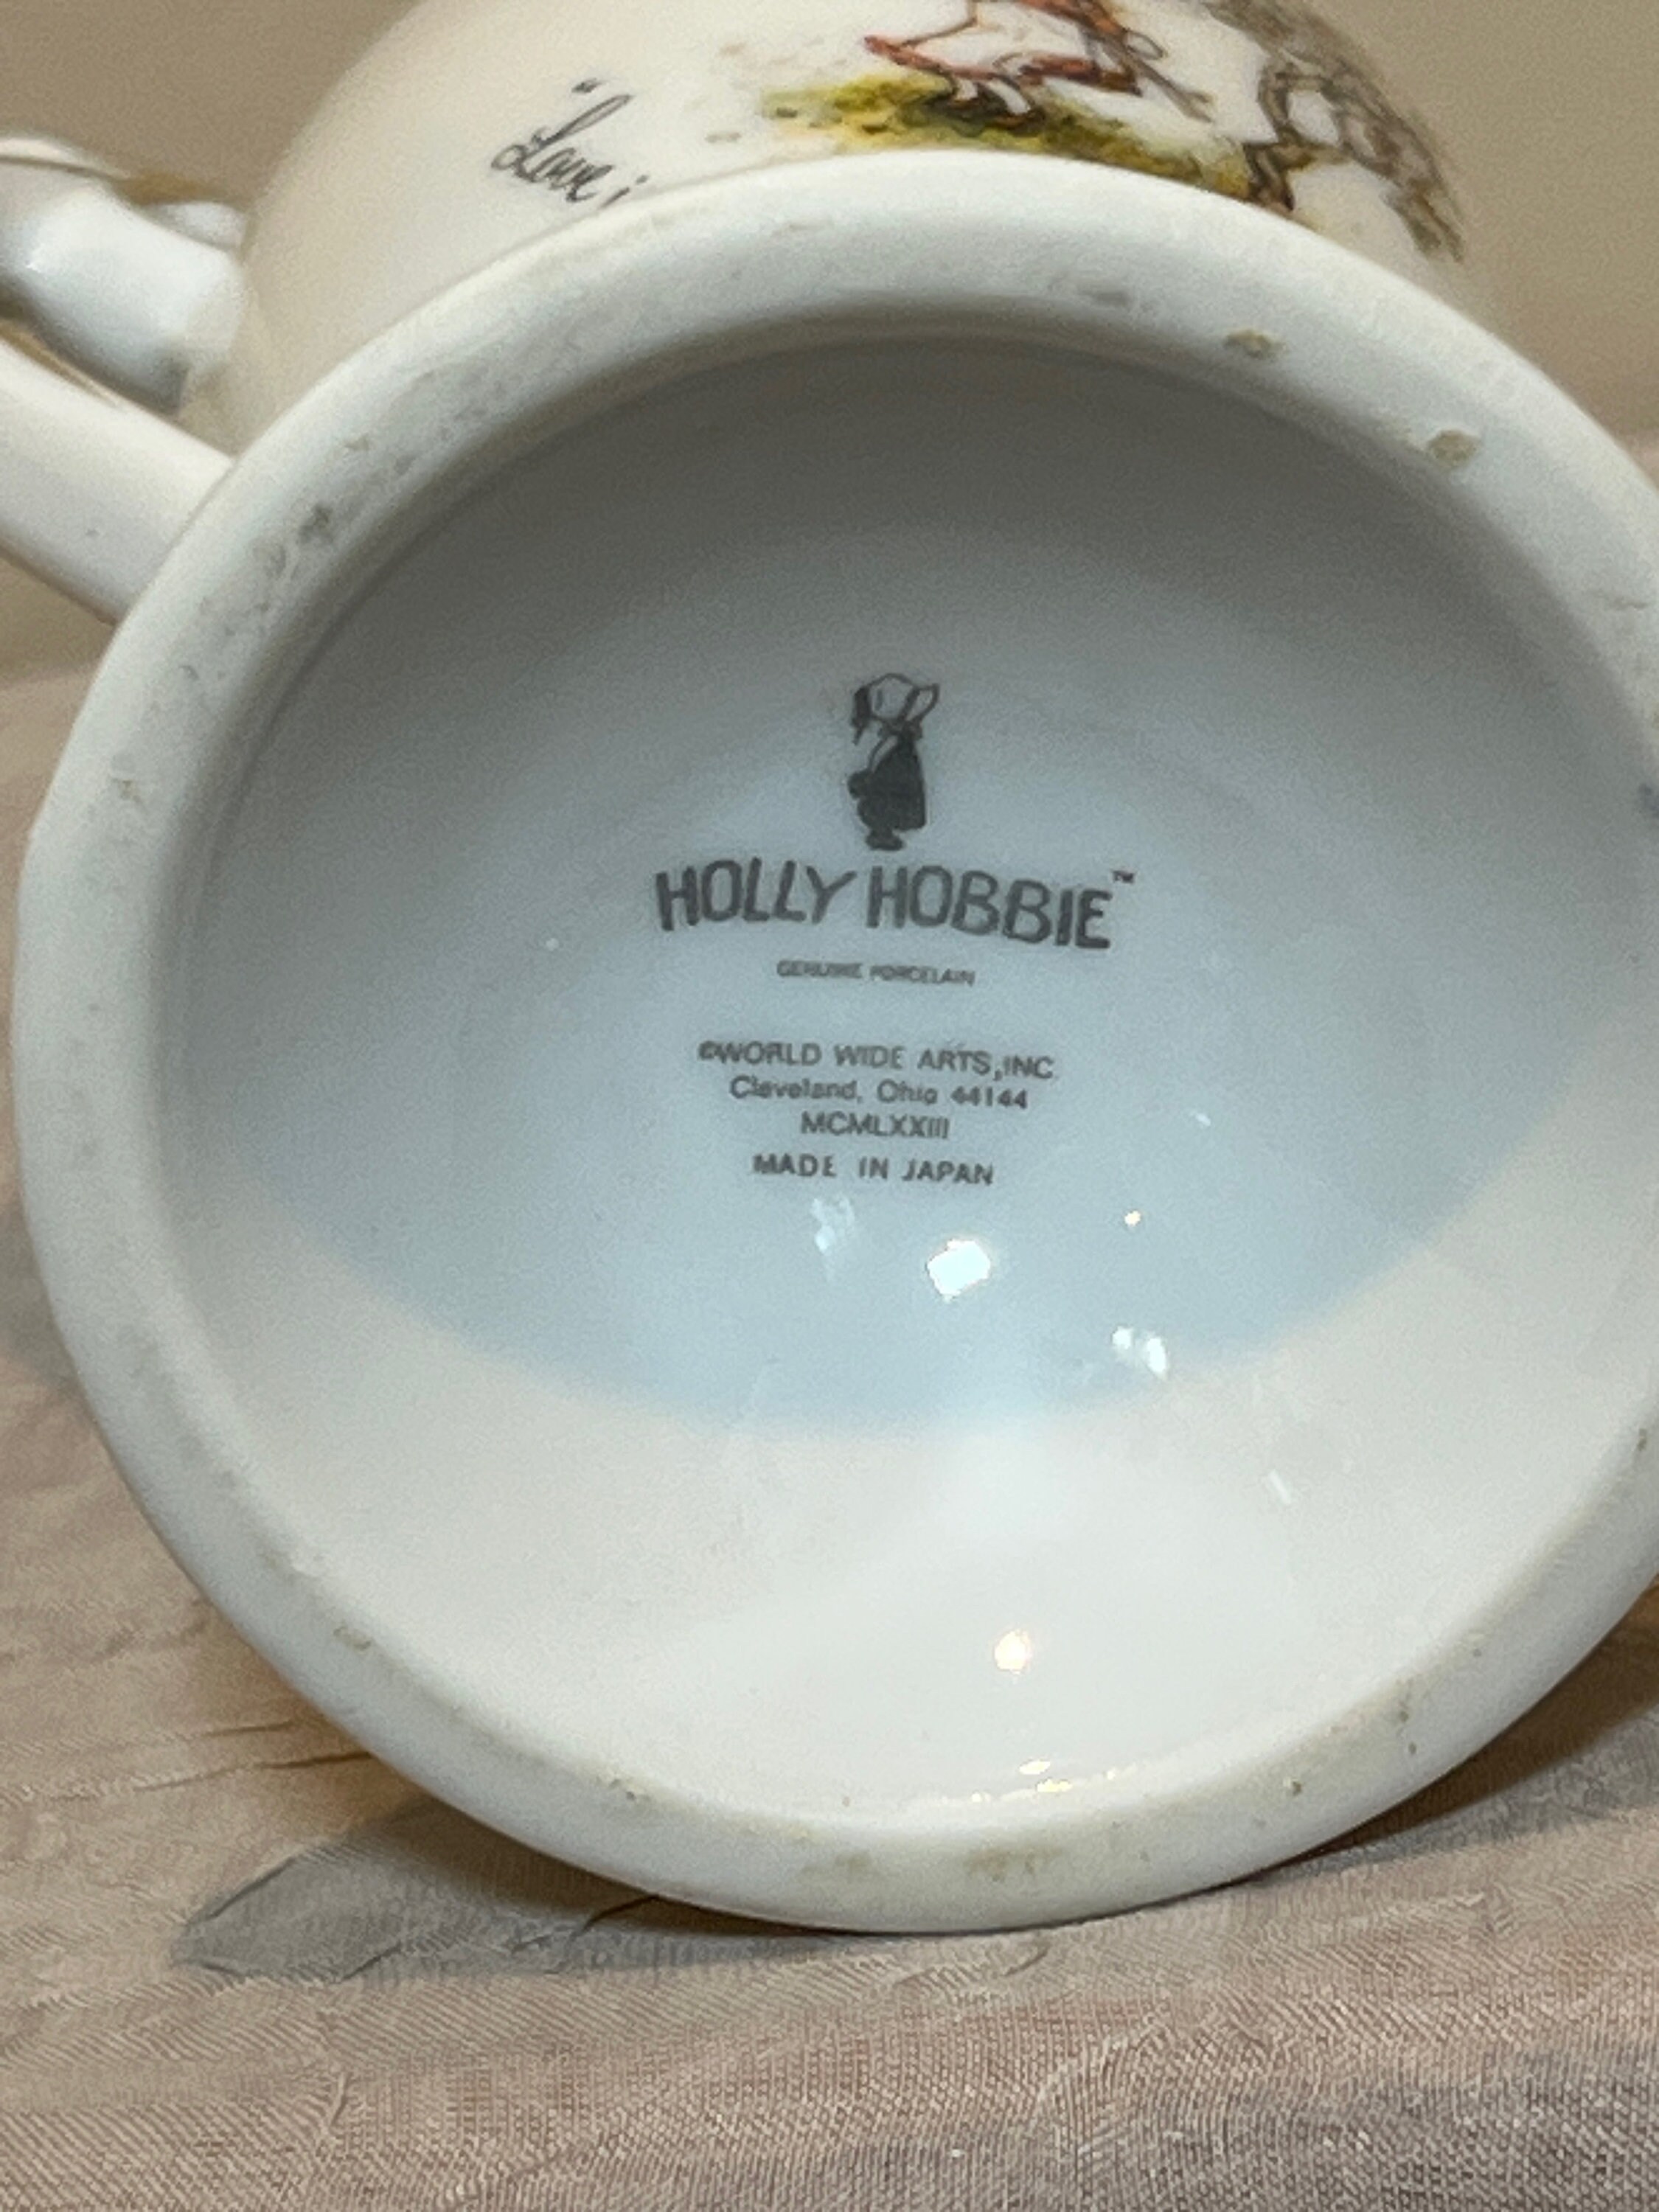 "Love i
HOLLY HOBBIE™
GENUINE PORCELAIN
©WORLD WIDE ARTS,INC
Cleveland, Ohio 44144
MCMLXXIII
MADE IN JAPAN